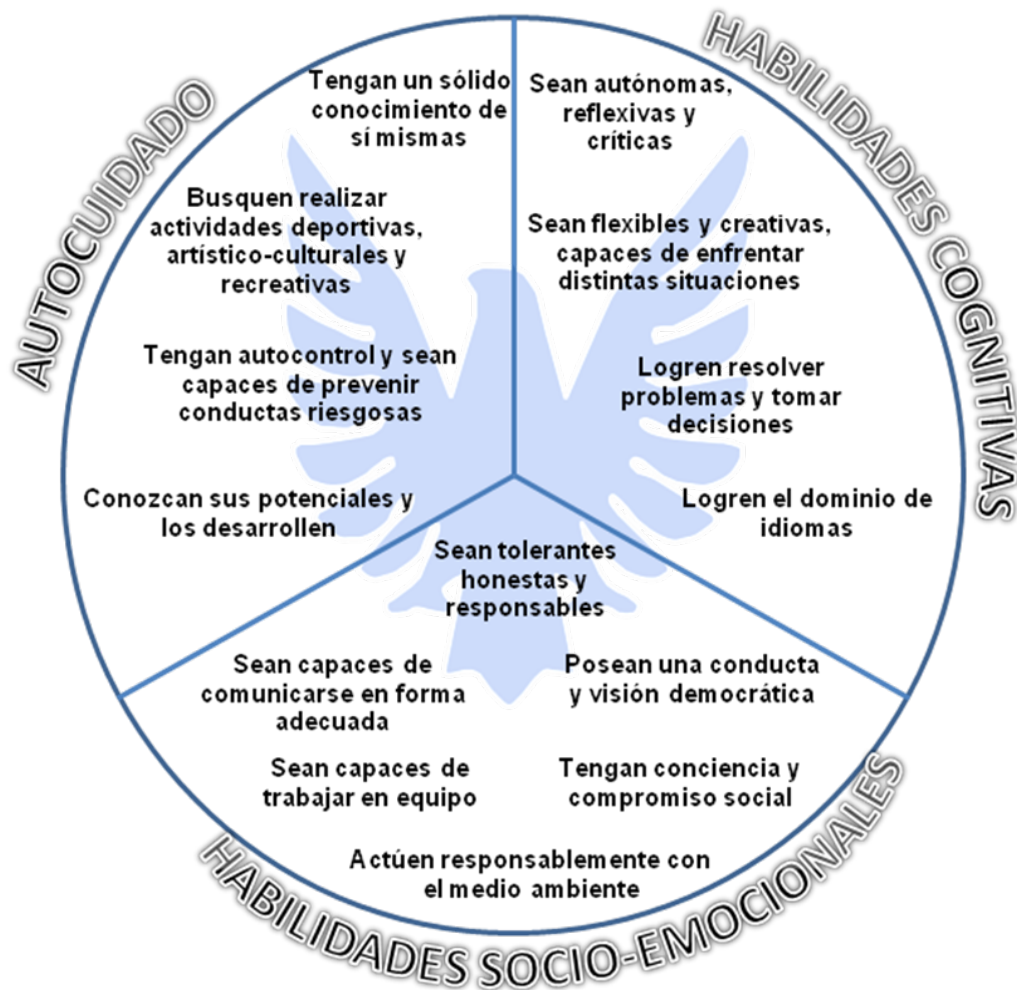 AUTOCUIDADO
Tengan un sólido
conocimiento de
sí mismas
Busquen realizar
actividades deportivas,
artístico-culturales y
recreativas
Tengan autocontrol y sean
capaces de prevenir
conductas riesgosas
Conozcan sus potenciales y
los desarrollen
HABILIDADES COGNITIVAS
Sean autónomas,
reflexivas y
críticas
Sean flexibles y creativas,
capaces de enfrentar
distintas situaciones
Logren resolver
problemas y tomar
decisiones
Logren el dominio de
idiomas
Sean tolerantes
honestas y
responsables
Sean capaces de
comunicarse en forma
adecuada
Posean una conducta
y visión democrática
Sean capaces de
trabajar en equipo
Tengan conciencia y
compromiso social
Actúen responsablemente con
el medio ambiente
HABILIDADES SOCIO-EMOCIONALES